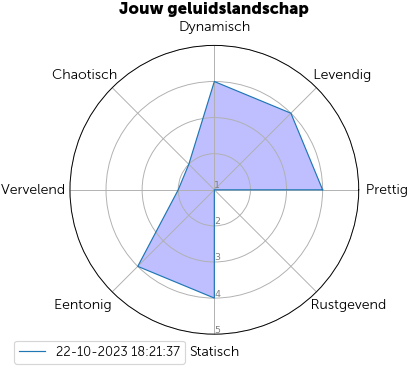 Jouw geluidslandschap
Dynamisch
Chaotisch
Levendig
Vervelend
1
Prettig
2
3
4
Eentonig
Rustgevend
5
22-10-2023 18:21:37
Statisch